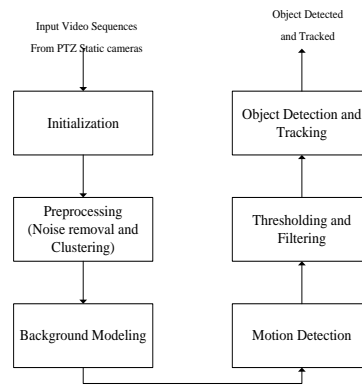 Input Video Sequences
From PTZ Static cameras
Initialization
Preprocessing
(Noise removal and
Clustering)
Background Modeling
Motion Detection
Thresholding and
Filtering
Object Detection and
Tracking
Object Detected
and Tracked